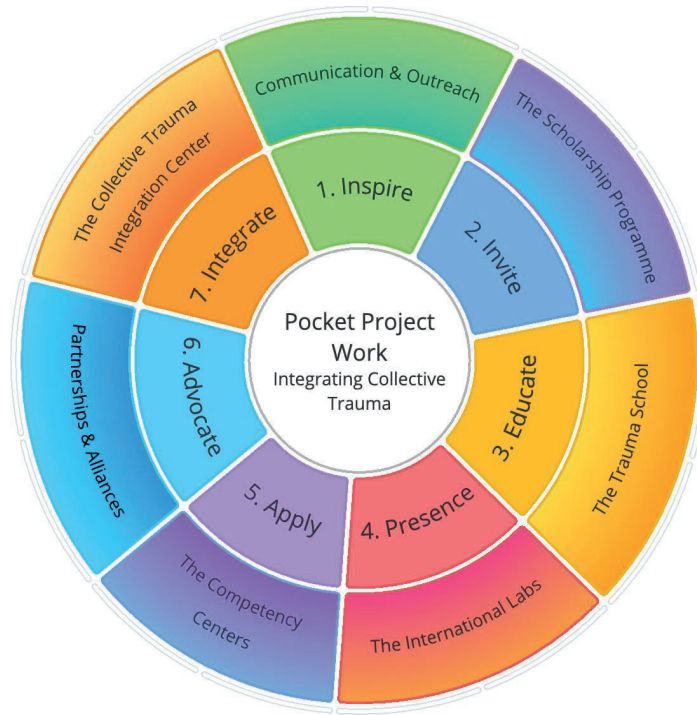 Pocket Project
Work
Integrating Collective
Trauma
1. Inspire
Communication & Outreach
2. Invite
The Scholarship Programme
3. Educate
The Trauma School
4. Presence
The International Labs
5. Apply
The Competency
Centers
6. Advocate
Partnerships & Alliances
7. Integrate
The Collective Trauma
Integration Center